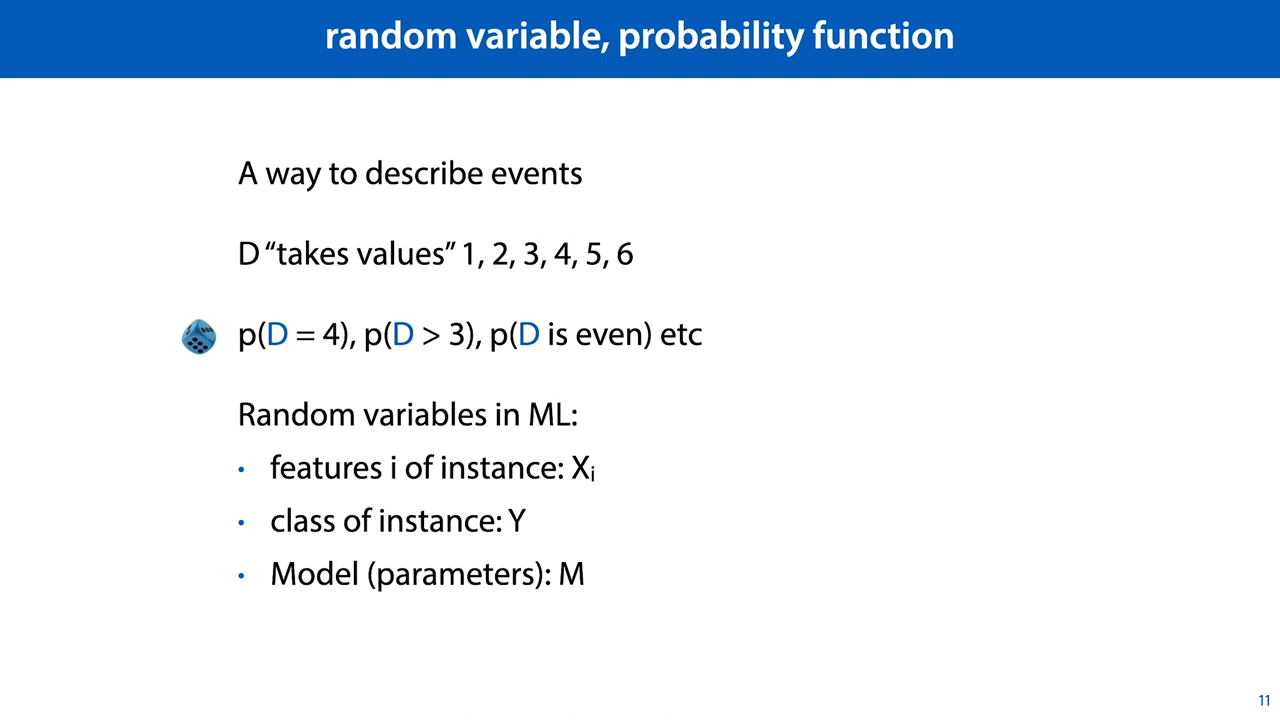 random variable, probability function
A way to describe events
D “takes values” 1, 2, 3, 4, 5, 6
p(D = 4), p(D > 3), p(D is even) etc
Random variables in ML:
• features i of instance: Xᵢ
• class of instance: Y
• Model (parameters): M
11